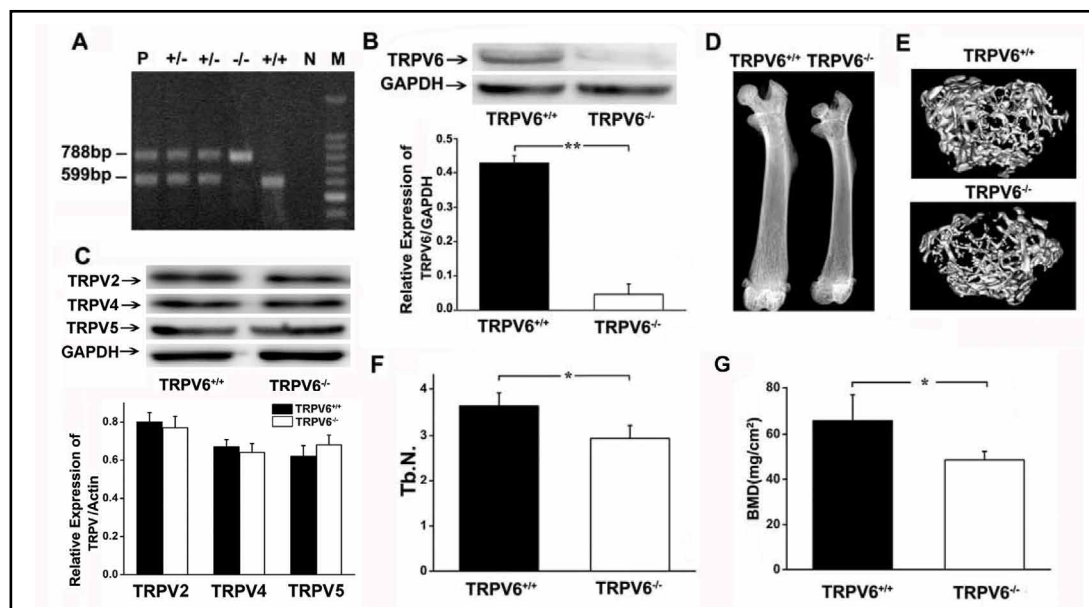 A
P +/- +/- -/- +/+ N M
788bp
599bp
B
TRPV6→
GAPDH→
TRPV6+/+ TRPV6-/-
Relative Expression of
TRPV6/GAPDH
0.5
0.4
0.3
0.2
0.1
0.0
**
TRPV6+/+ TRPV6-/-
C
TRPV2→
TRPV4→
TRPV5→
GAPDH→
TRPV6+/+ TRPV6-/-
Relative Expression of
TRPV/Actin
0.8
0.6
0.4
0.2
0.0
TRPV6+/+
TRPV6-/-
TRPV2 TRPV4 TRPV5
D
TRPV6+/+ TRPV6-/-
E
TRPV6+/+
TRPV6-/-
F
Tb.N.
4
3
2
1
0
*
TRPV6+/+ TRPV6-/-
G
BMD(mg/cm²)
80
60
40
20
0
*
TRPV6+/+ TRPV6-/-